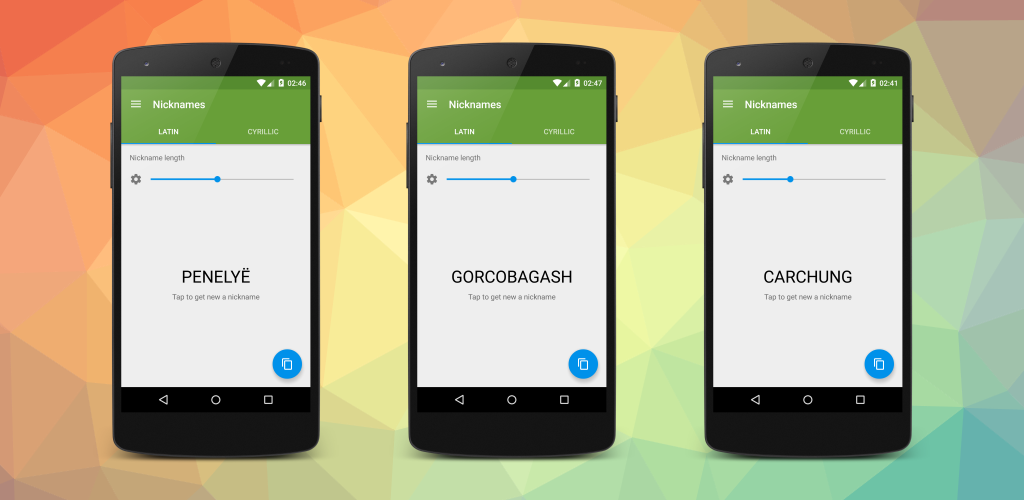 02:46
Nicknames
LATIN CYRILLIC
Nickname length
PENELYË
Tap to get new a nickname
02:47
Nicknames
LATIN CYRILLIC
Nickname length
GORCOBAGASH
Tap to get new a nickname
02:41
Nicknames
LATIN CYRILLIC
Nickname length
CARCHUNG
Tap to get new a nickname